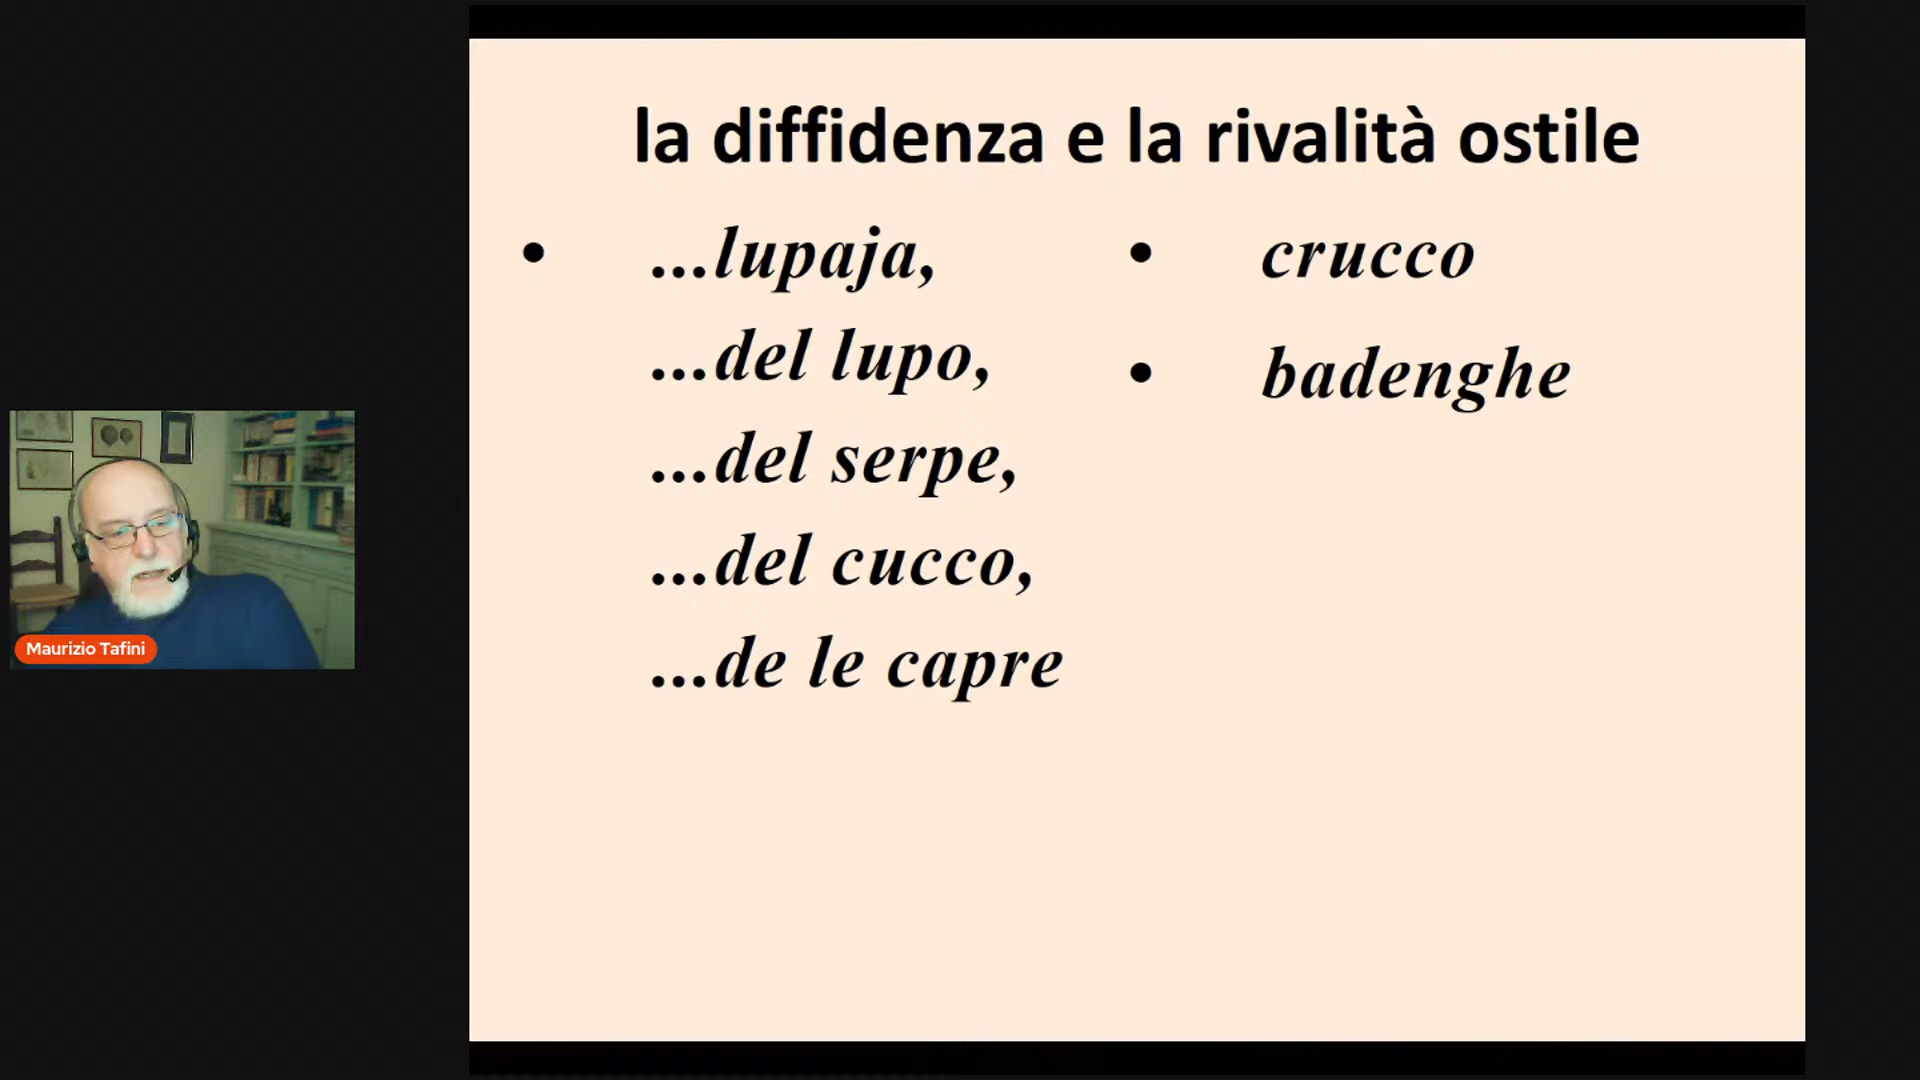 la diffidenza e la rivalità ostile
• ...lupaja,
...del lupo,
...del serpe,
...del cucco,
...de le capre
• crucco
• badenghe
Maurizio Tafini